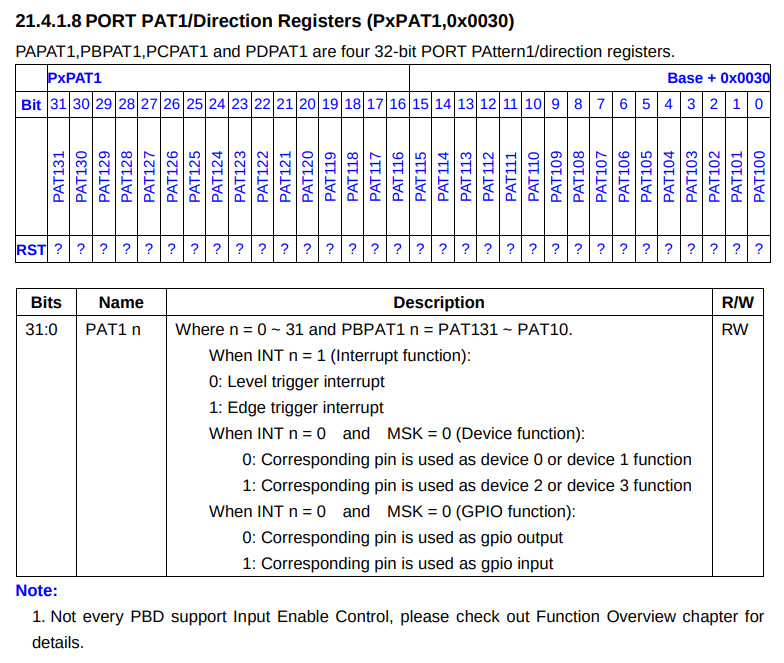 21.4.1.8 PORT PAT1/Direction Registers (PxPAT1,0x0030)
PAPAT1,PBPAT1,PCPAT1 and PDPAT1 are four 32-bit PORT PAttern1/direction registers.
PxPAT1 Base + 0x0030
Bit 31 30 29 28 27 26 25 24 23 22 21 20 19 18 17 16 15 14 13 12 11 10 9 8 7 6 5 4 3 2 1 0
PAT131 PAT130 PAT129 PAT128 PAT127 PAT126 PAT125 PAT124 PAT123 PAT122 PAT121 PAT120 PAT119 PAT118 PAT117 PAT116 PAT115 PAT114 PAT113 PAT112 PAT111 PAT110 PAT109 PAT108 PAT107 PAT106 PAT105 PAT104 PAT103 PAT102 PAT101 PAT100
RST ? ? ? ? ? ? ? ? ? ? ? ? ? ? ? ? ? ? ? ? ? ? ? ? ? ? ? ? ? ? ? ?
Bits Name Description R/W
31:0 PAT1 n Where n = 0 ~ 31 and PBPAT1 n = PAT131 ~ PAT10. RW
When INT n = 1 (Interrupt function):
0: Level trigger interrupt
1: Edge trigger interrupt
When INT n = 0 and MSK = 0 (Device function):
0: Corresponding pin is used as device 0 or device 1 function
1: Corresponding pin is used as device 2 or device 3 function
When INT n = 0 and MSK = 0 (GPIO function):
0: Corresponding pin is used as gpio output
1: Corresponding pin is used as gpio input
Note:
1. Not every PBD support Input Enable Control, please check out Function Overview chapter for
details.